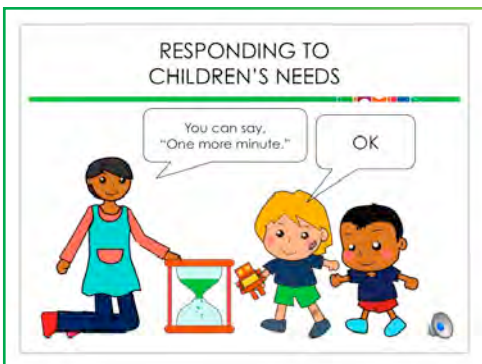 RESPONDING TO
CHILDREN'S NEEDS
You can say,
"One more minute."
OK